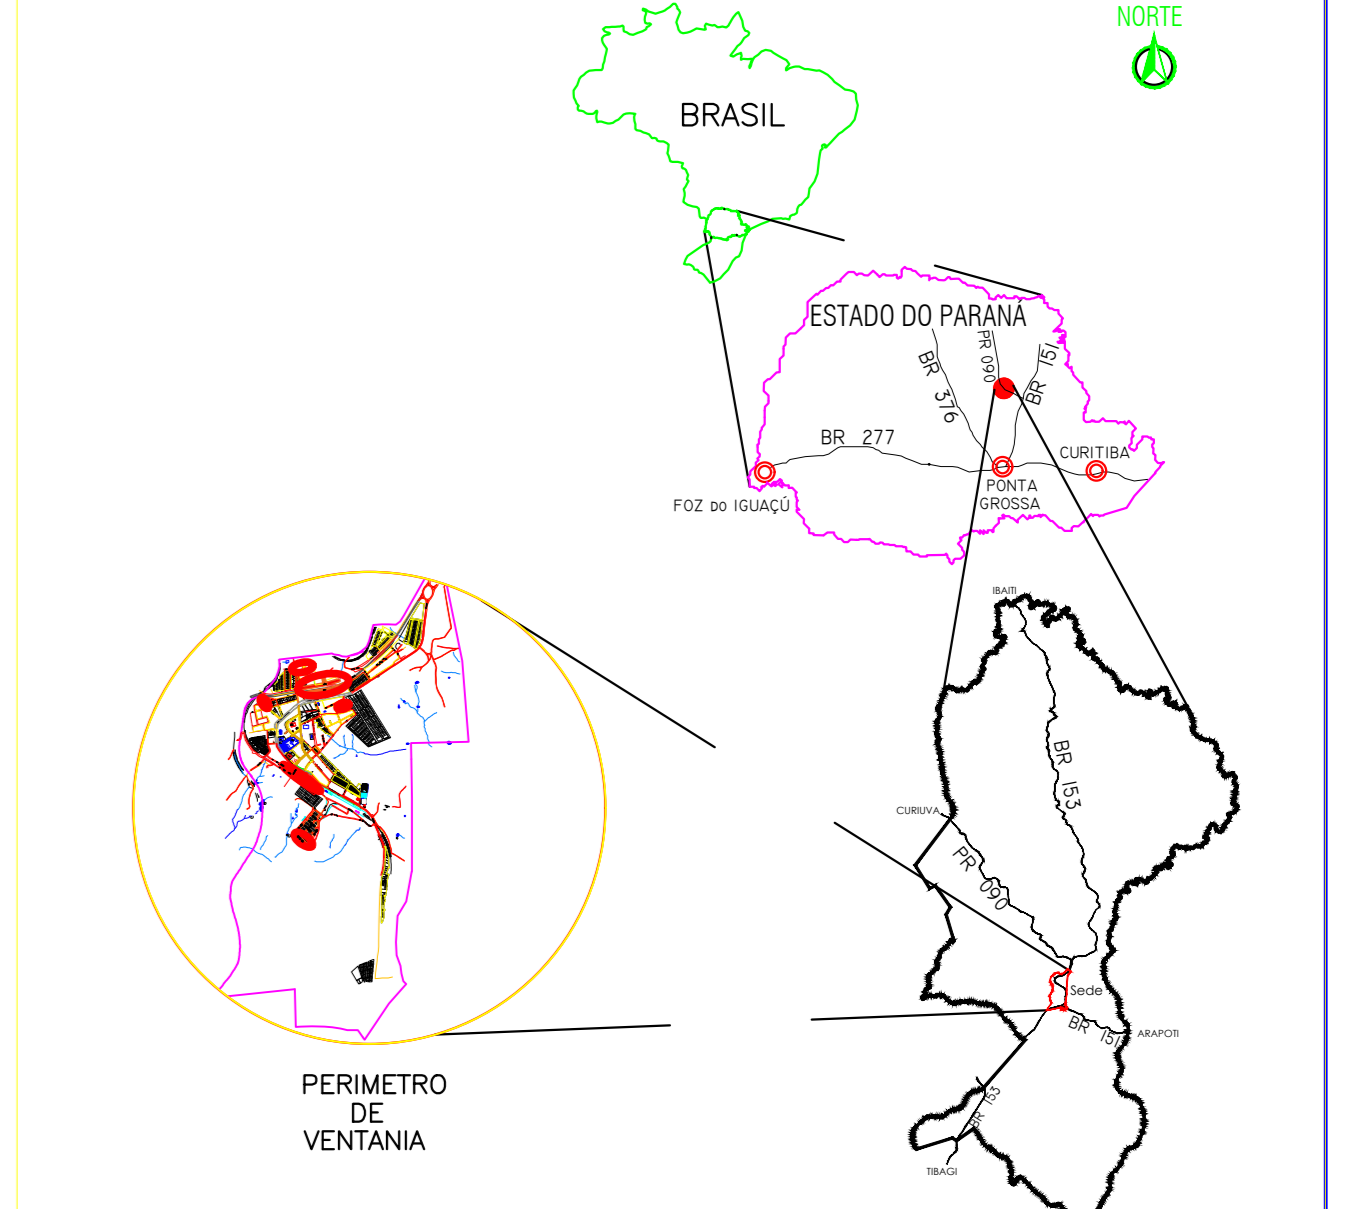 NORTE
BRASIL
ESTADO DO PARANÁ
PR 090
BR 151
BR 376
BR 277
CURITIBA
PONTA
GROSSA
FOZ DO IGUAÇÚ
IBAITI
BR 153
CURIUVA
PR 090
Sede
BR 151
ARAPOTI
BR 153
TIBAGI
PERIMETRO
DE
VENTANIA